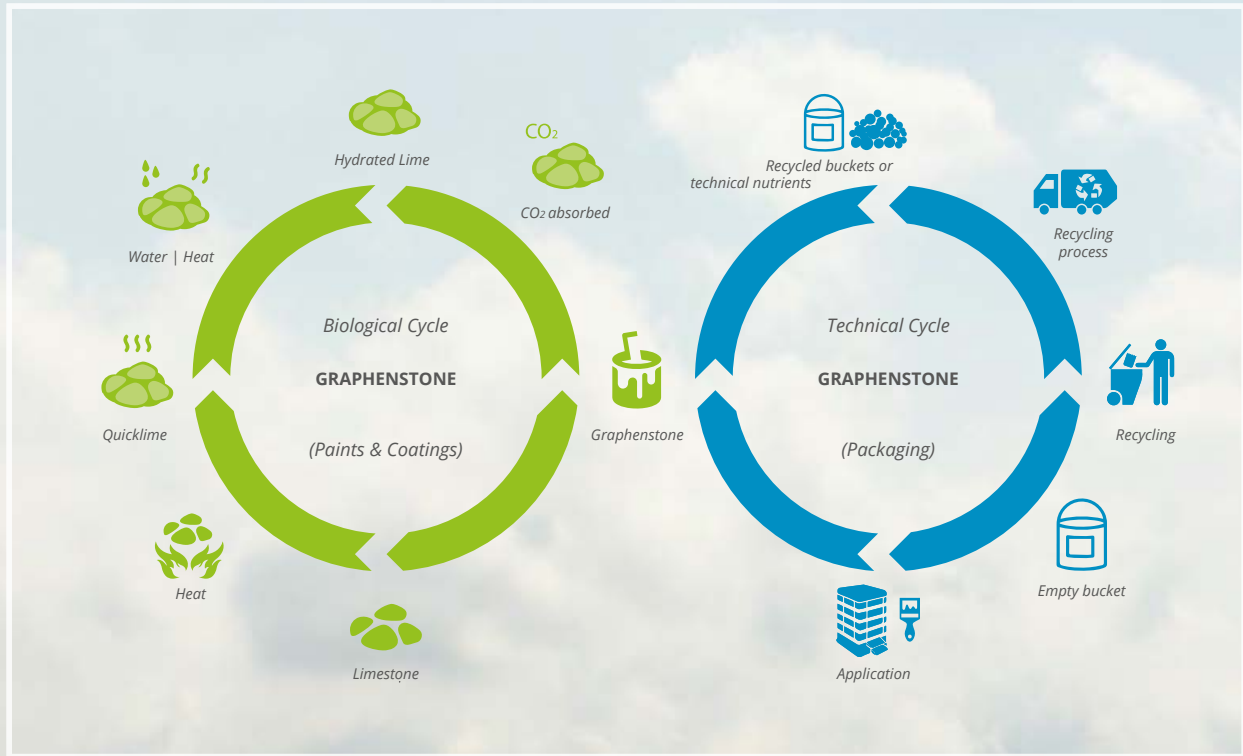 Hydrated Lime
CO₂
CO₂ absorbed
Water | Heat
Quicklime
Heat
Limestone
Biological Cycle
GRAPHENSTONE
(Paints & Coatings)
Graphenstone
Recycled buckets or
technical nutrients
Recycling
process
Recycling
Empty bucket
Application
Technical Cycle
GRAPHENSTONE
(Packaging)